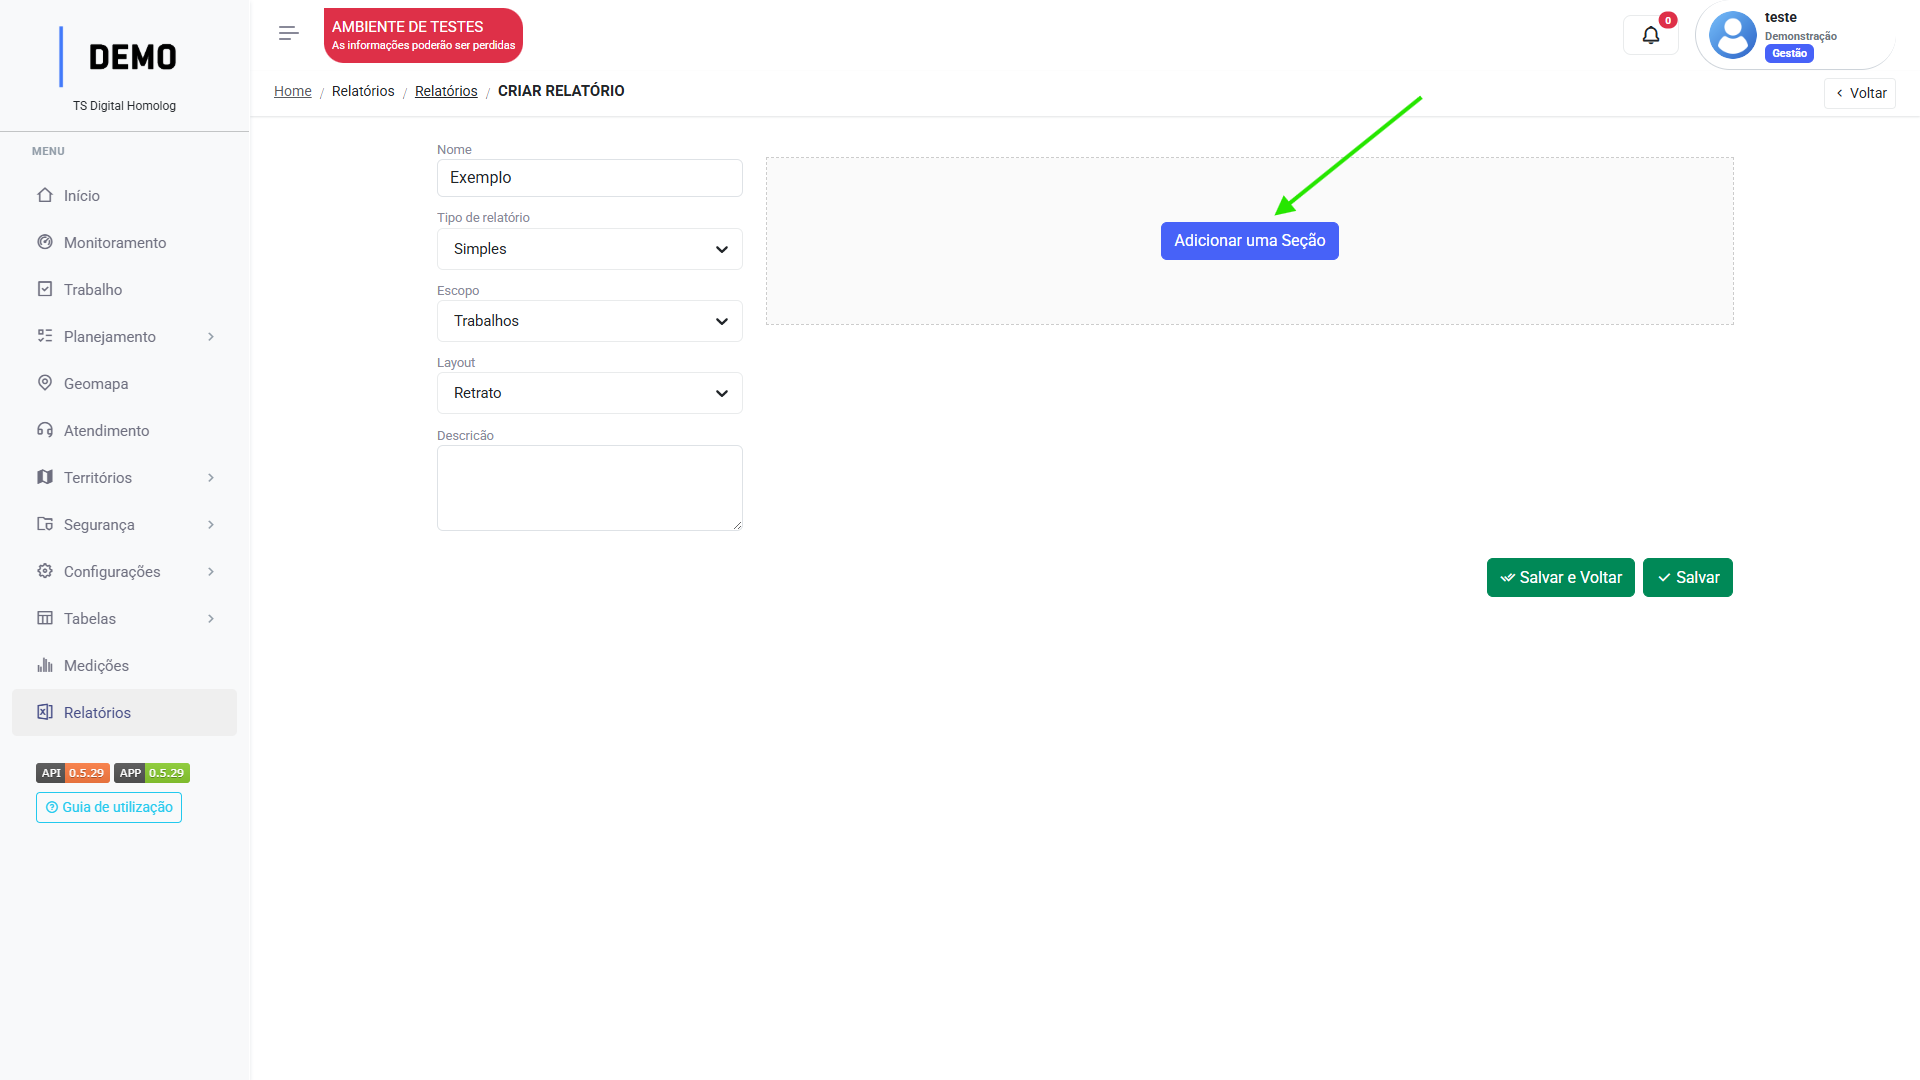 DEMO
TS Digital Homolog
MENU
Início
Monitoramento
Trabalho
Planejamento
Geomapa
Atendimento
Territórios
Segurança
Configurações
Tabelas
Medições
Relatórios
API 0.5.29 APP 0.5.29
Guia de utilização
AMBIENTE DE TESTES
As informações poderão ser perdidas
0
teste
Demonstração
Gestão
Home / Relatórios / Relatórios / CRIAR RELATÓRIO
Voltar
Nome
Exemplo
Tipo de relatório
Simples
Escopo
Trabalhos
Layout
Retrato
Descricão
Adicionar uma Seção
Salvar e Voltar
Salvar